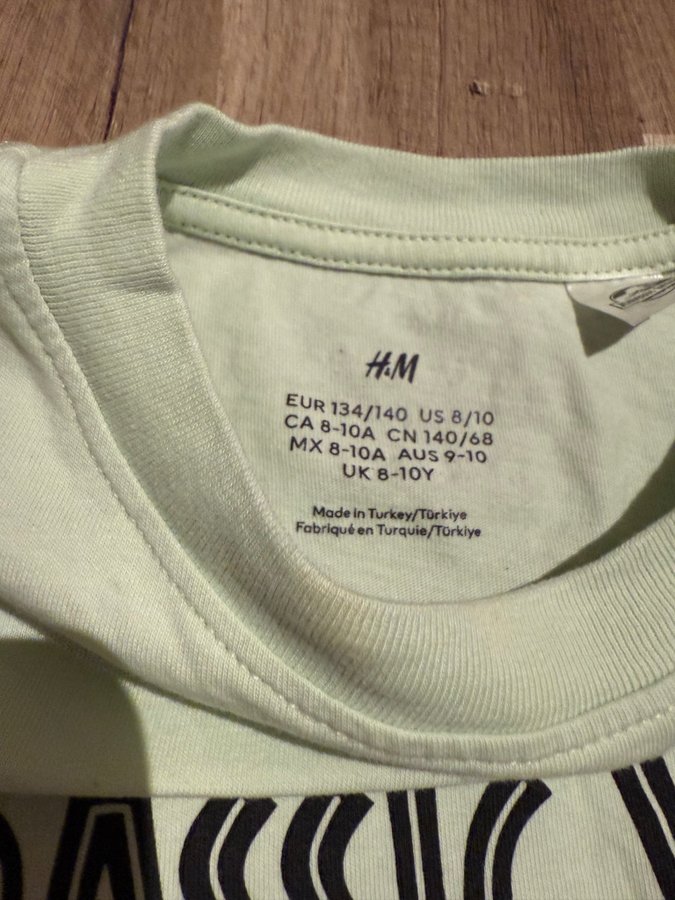 H&M
EUR 134/140 US 8/10
CA 8-10A CN 140/68
MX 8-10A AUS 9-10
UK 8-10Y
Made in Turkey/Türkiye
Fabriqué en Turquie/Türkiye